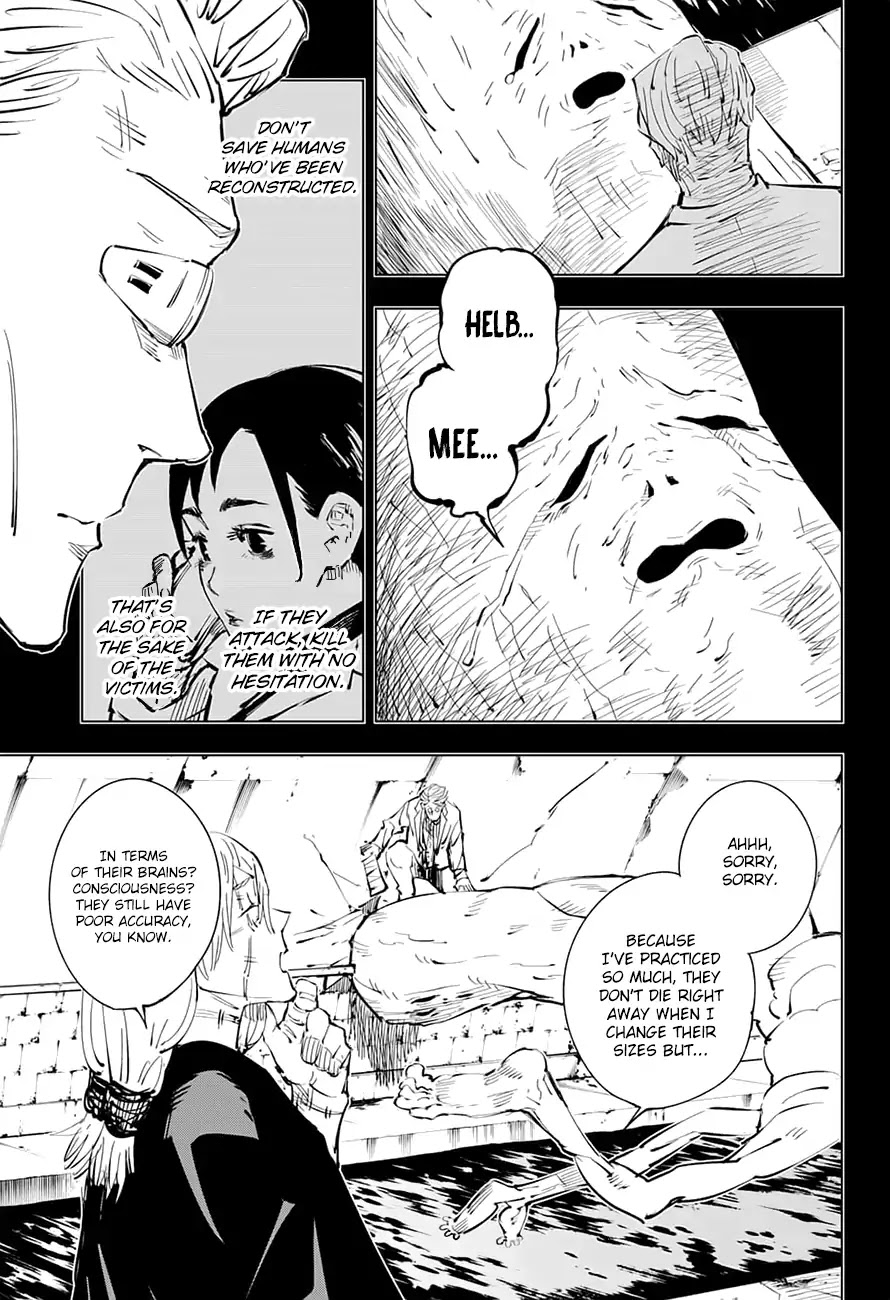 HELB...
MEE...
DON'T
SAVE HUMANS
WHO'VE BEEN
RECONSTRUCTED.
IF THEY
ATTACK, KILL
THEM WITH NO
HESITATION.
THAT'S
ALSO FOR
THE SAKE
OF THE
VICTIMS.
AHHH,
SORRY,
SORRY.
BECAUSE
I'VE PRACTICED
SO MUCH, THEY
DON'T DIE RIGHT
AWAY WHEN I
CHANGE THEIR
SIZES BUT...
IN TERMS
OF THEIR BRAINS?
CONSCIOUSNESS?
THEY STILL HAVE
POOR ACCURACY,
YOU KNOW.